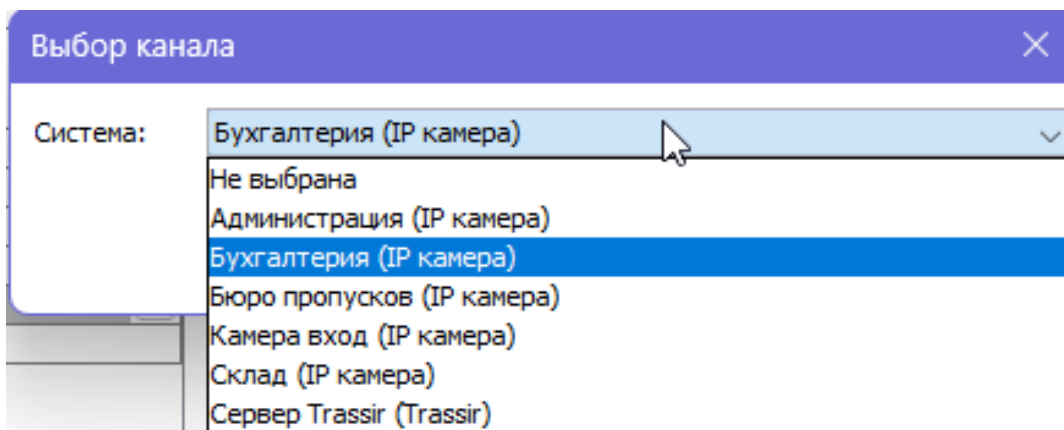 Выбор канала
Система: Бухгалтерия (IP камера)
Не выбрана
Администрация (IP камера)
Бухгалтерия (IP камера)
Бюро пропусков (IP камера)
Камера вход (IP камера)
Склад (IP камера)
Сервер Trassir (Trassir)